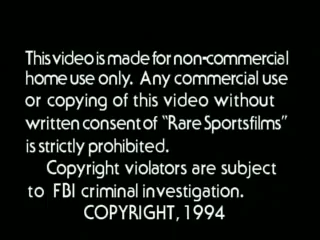 This video is made for non-commercial
home use only. Any commercial use
or copying of this video without
written consent of "Rare Sportsfilms"
is strictly prohibited.
Copyright violators are subject
to FBI criminal investigation.
COPYRIGHT, 1994